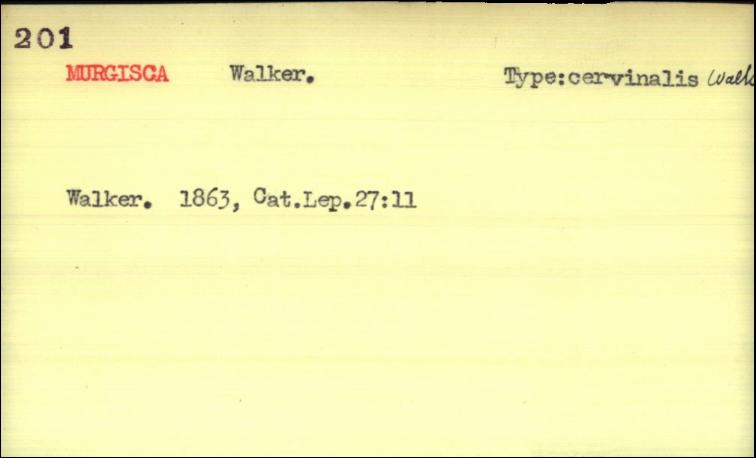 201
MURGISCA Walker. Type:cervinalis
Walker. 1863, Cat.Lep.27:11